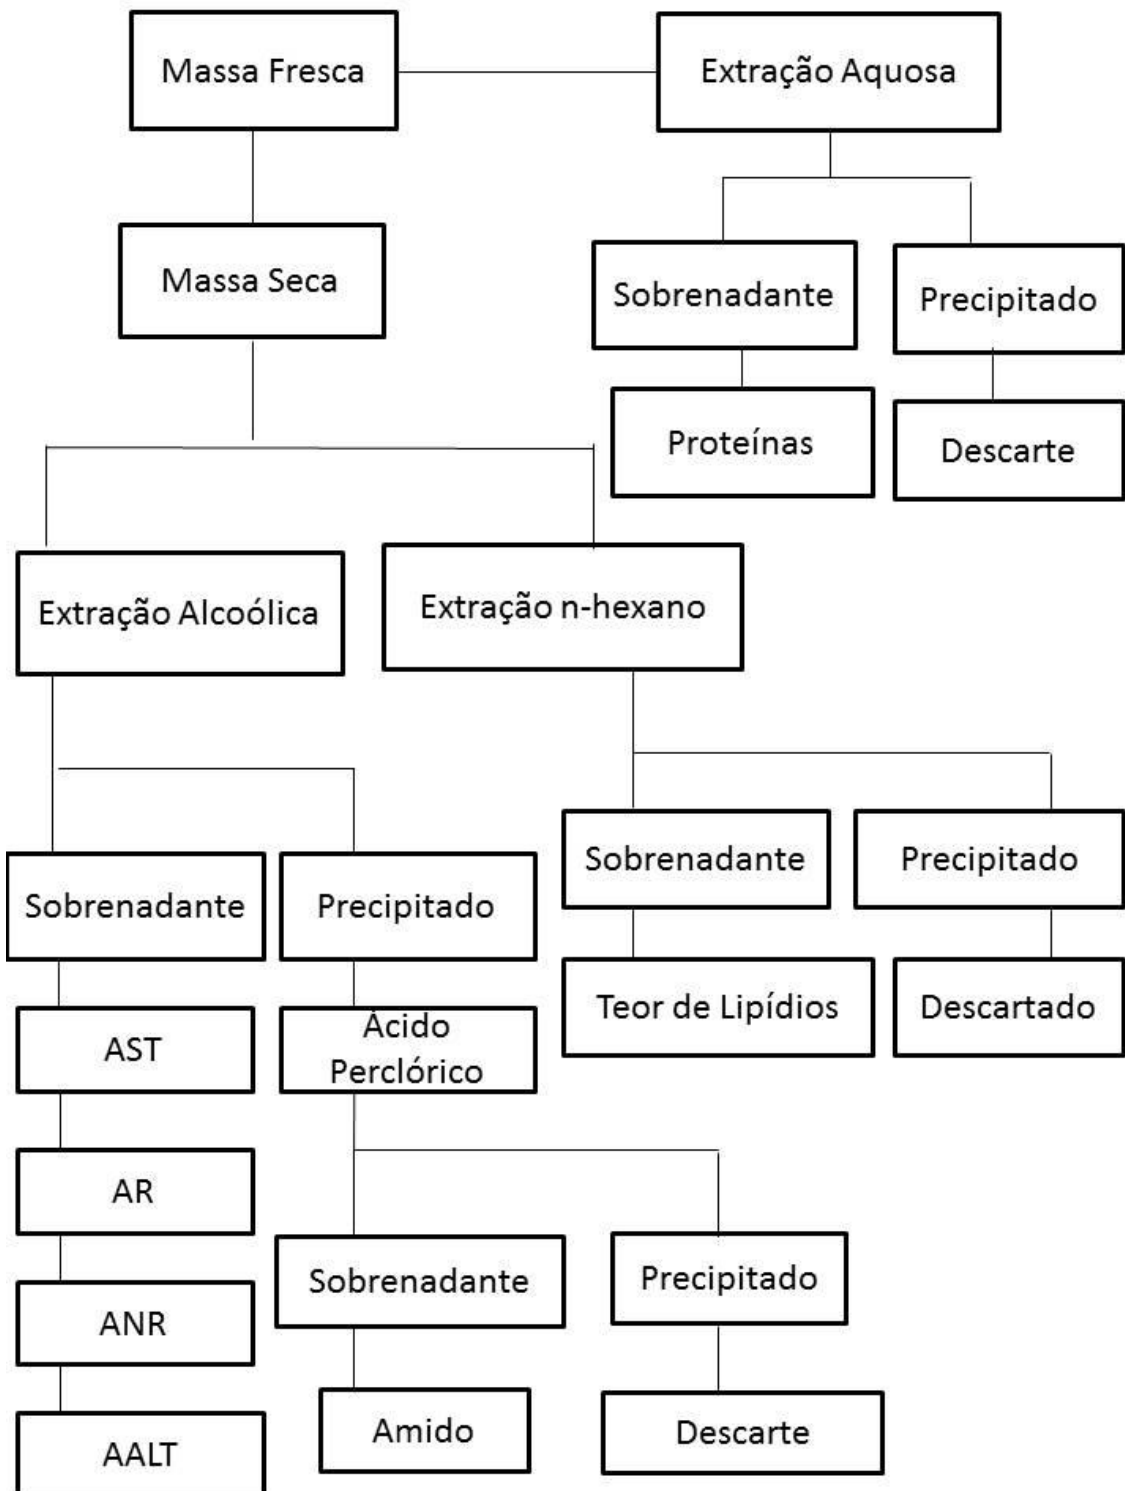 Massa Fresca
Extração Aquosa
Massa Seca
Sobrenadante
Precipitado
Proteínas
Descarte
Extração Alcoólica
Extração n-hexano
Sobrenadante
Precipitado
Sobrenadante
Precipitado
Teor de Lipídios
Descartado
AST
Ácido
Perclórico
AR
Sobrenadante
Precipitado
ANR
Amido
Descarte
AALT